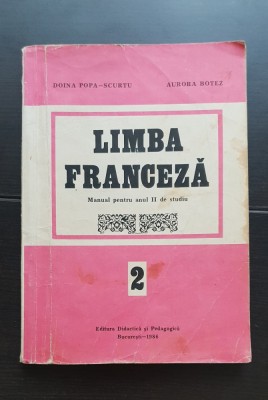 DOINA POPA-SCURTU AURORA BOTEZ
LIMBA
FRANCEZĂ
Manual pentru anul II de studiu
2
Editura Didactică și Pedagogică
București-1966